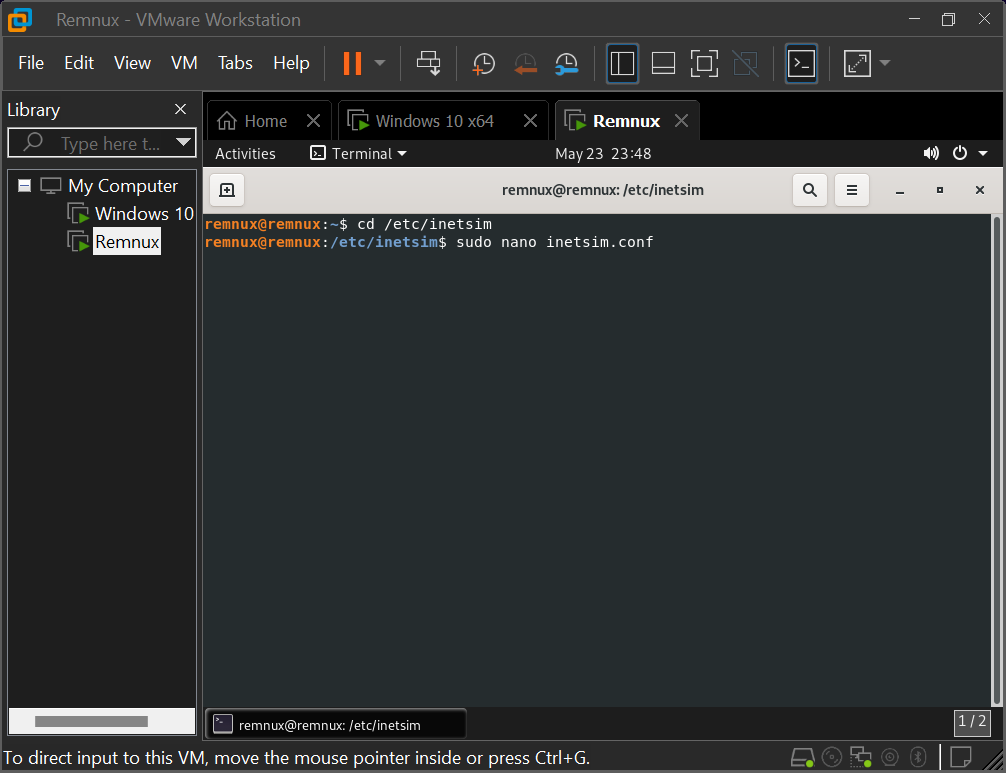 Remnux - VMware Workstation
File Edit View VM Tabs Help
Library
Type here t...
My Computer
Windows 10
Remnux
Home
Windows 10 x64
Remnux
Activities
Terminal
May 23 23:48
remnux@remnux: /etc/inetsim
remnux@remnux:~$ cd /etc/inetsim
remnux@remnux:/etc/inetsim$ sudo nano inetsim.conf
remnux@remnux: /etc/inetsim
1 / 2
To direct input to this VM, move the mouse pointer inside or press Ctrl+G.